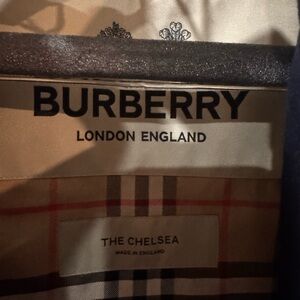 BURBERRY
LONDON ENGLAND
THE CHELSEA
MADE IN ENGLAND